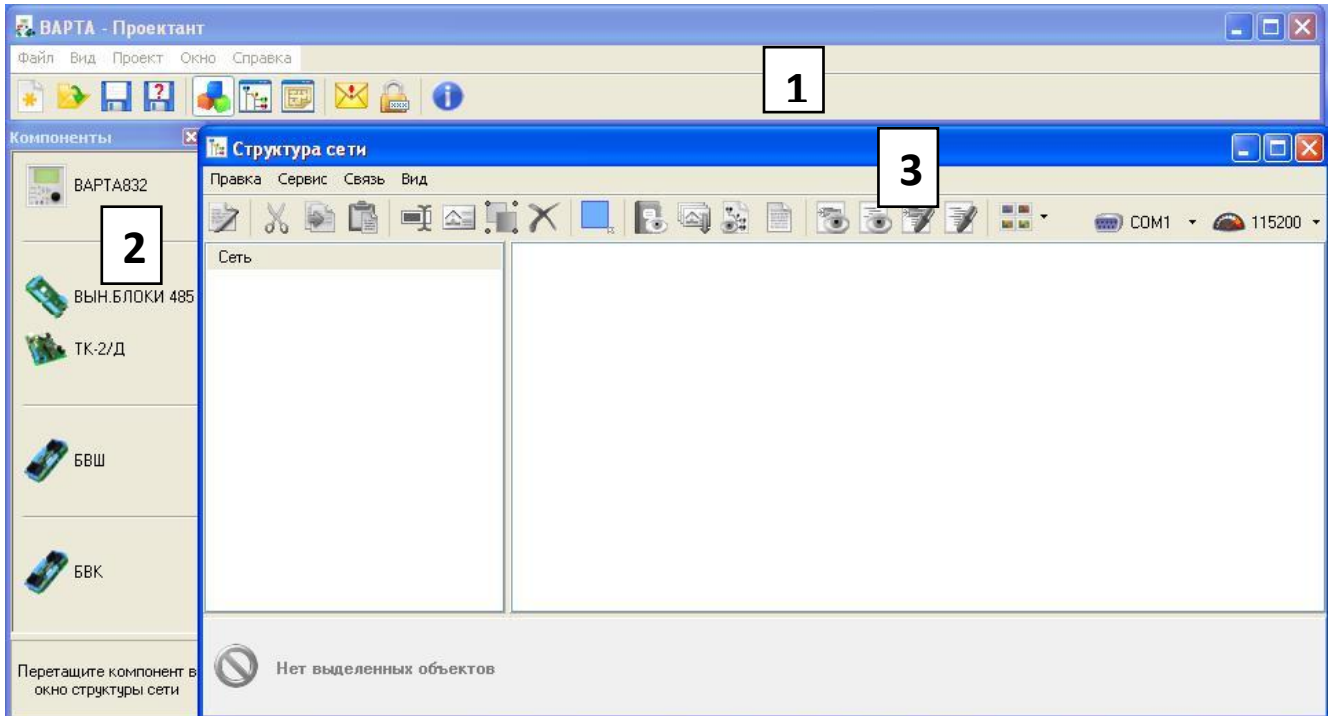 ВАРТА - Проектант
Файл Вид Проект Окно Справка
1
Компоненты
ВАРТА832
2
ВЫН.БЛОКИ 485
ТК-2/Д
БВШ
БВК
Перетащите компонент в
окно структуры сети
Структура сети
3
Правка Сервис Связь Вид
COM1 115200
Сеть
Нет выделенных объектов